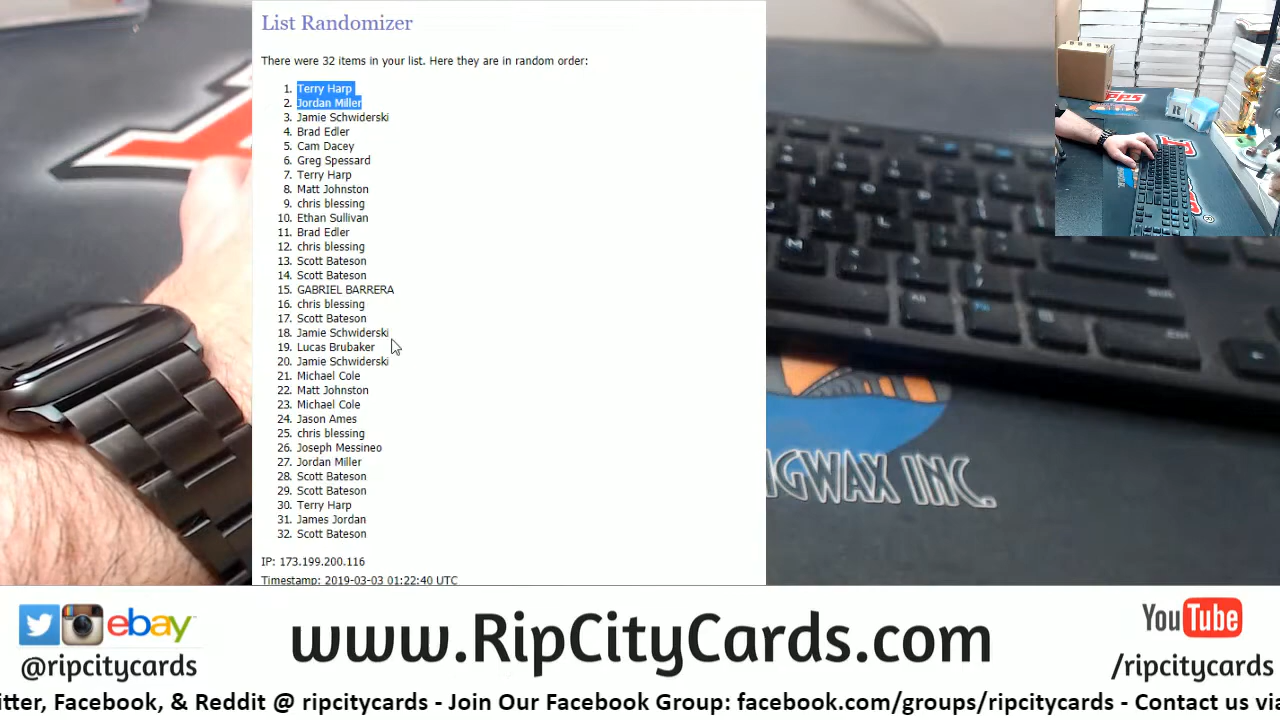 List Randomizer
There were 32 items in your list. Here they are in random order:
1. Terry Harp
2. Jordan Miller
3. Jamie Schwiderski
4. Brad Edler
5. Cam Dacey
6. Greg Spessard
7. Terry Harp
8. Matt Johnston
9. chris blessing
10. Ethan Sullivan
11. Brad Edler
12. chris blessing
13. Scott Bateson
14. Scott Bateson
15. GABRIEL BARRERA
16. chris blessing
17. Scott Bateson
18. Jamie Schwiderski
19. Lucas Brubaker
20. Jamie Schwiderski
21. Michael Cole
22. Matt Johnston
23. Michael Cole
24. Jason Ames
25. chris blessing
26. Joseph Messineo
27. Jordan Miller
28. Scott Bateson
29. Scott Bateson
30. Terry Harp
31. James Jordan
32. Scott Bateson
IP: 173.199.200.116
Timestamp: 2019-03-03 01:22:40 UTC
GWAX INC.
ebay
@ripcitycards
www.RipCityCards.com
YouTube
/ripcitycards
itter, Facebook, & Reddit @ ripcitycards - Join Our Facebook Group: facebook.com/groups/ripcitycards - Contact us via